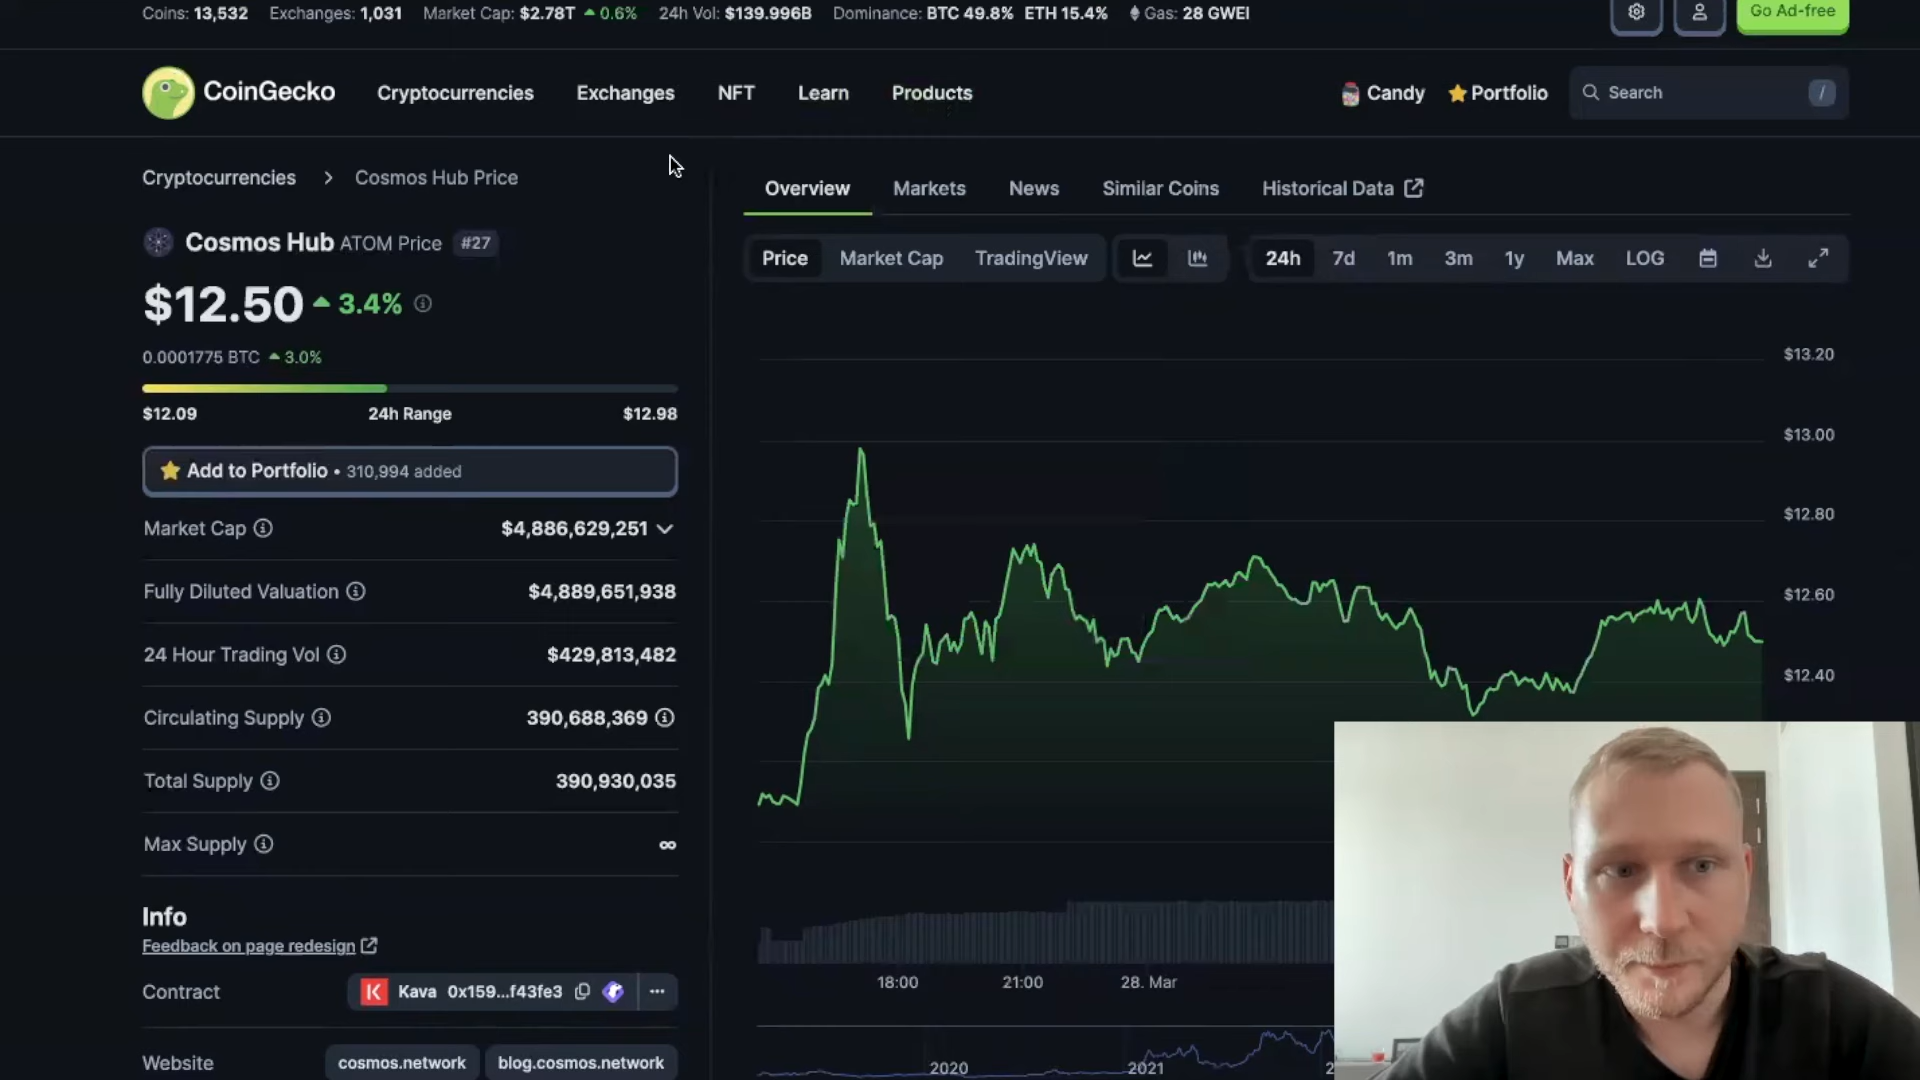 Coins: 13,532 Exchanges: 1,031 Market Cap: $2.78T 0.6% 24h Vol: $139.996B Dominance: BTC 49.8% ETH 15.4% Gas: 28 GWEI Go Ad-free
CoinGecko Cryptocurrencies Exchanges NFT Learn Products Candy Portfolio Search /
Cryptocurrencies > Cosmos Hub Price
Overview Markets News Similar Coins Historical Data
Cosmos Hub ATOM Price #27
Price Market Cap TradingView 24h 7d 1m 3m 1y Max LOG
$12.50 3.4%
0.0001775 BTC 3.0%
$12.09 24h Range $12.98
Add to Portfolio • 310,994 added
Market Cap $4,886,629,251
Fully Diluted Valuation $4,889,651,938
24 Hour Trading Vol $429,813,482
Circulating Supply 390,688,369
Total Supply 390,930,035
Max Supply ∞
Info
Feedback on page redesign
Contract Kava 0x159...f43fe3 ...
Website cosmos.network blog.cosmos.network
$13.20
$13.00
$12.80
$12.60
$12.40
18:00 21:00 28. Mar
2020 2021